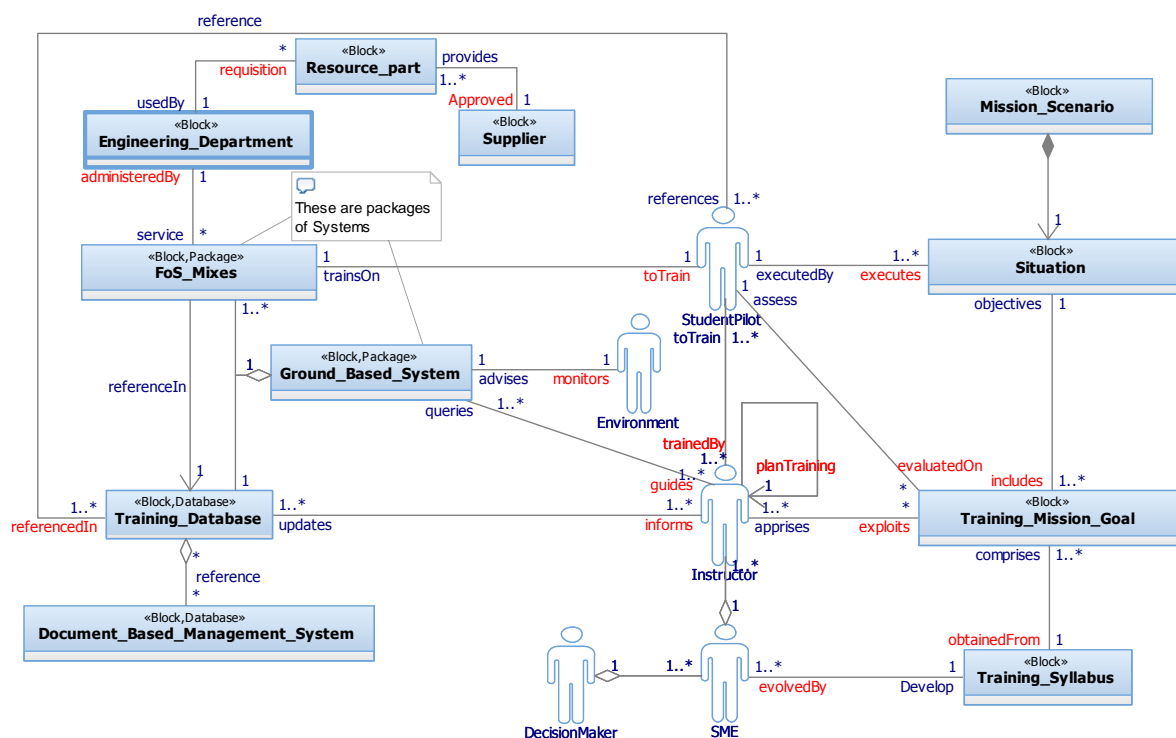 reference
«Block»
Resource_part
*
requisition
provides
1..*
Approved
1
«Block»
Supplier
usedBy
1
«Block»
Engineering_Department
administeredBy
1
«Block»
Mission_Scenario
1
These are packages
of Systems
references
1..*
service
*
«Block,Package»
FoS_Mixes
1
trainsOn
1
toTrain
StudentPilot
1
executedBy
1..*
executes
«Block»
Situation
1
assess
objectives
1
1..*
toTrain
1..*
«Block,Package»
Ground_Based_System
1
1
advises
1
monitors
Environment
queries
1..*
referenceIn
trainedBy
1..*
1..*
guides
planTraining
1
evaluatedOn
*
includes
1..*
1
1
1..*
referencedIn
«Block,Database»
Training_Database
1..*
updates
1..*
informs
1..*
apprises
*
exploits
«Block»
Training_Mission_Goal
comprises
1..*
Instructor
1..*
*
reference
*
«Block,Database»
Document_Based_Management_System
1
DecisionMaker
1
1..*
SME
1..*
evolvedBy
1
Develop
obtainedFrom
1
«Block»
Training_Syllabus